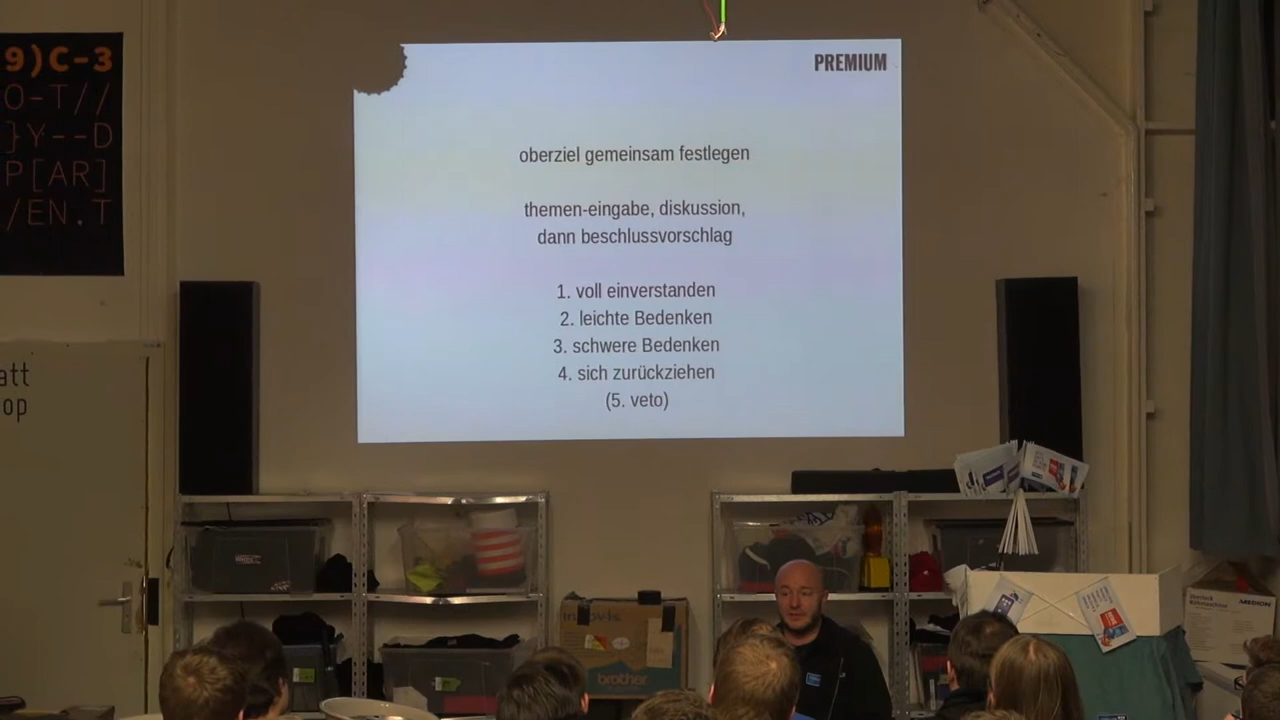 9)C-3
O-T//
}Y--D
P[AR]
/EN.T
att
op
PREMIUM
oberziel gemeinsam festlegen
themen-eingabe, diskussion,
dann beschlussvorschlag
1. voll einverstanden
2. leichte Bedenken
3. schwere Bedenken
4. sich zurückziehen
(5. veto)
brother
MEDION